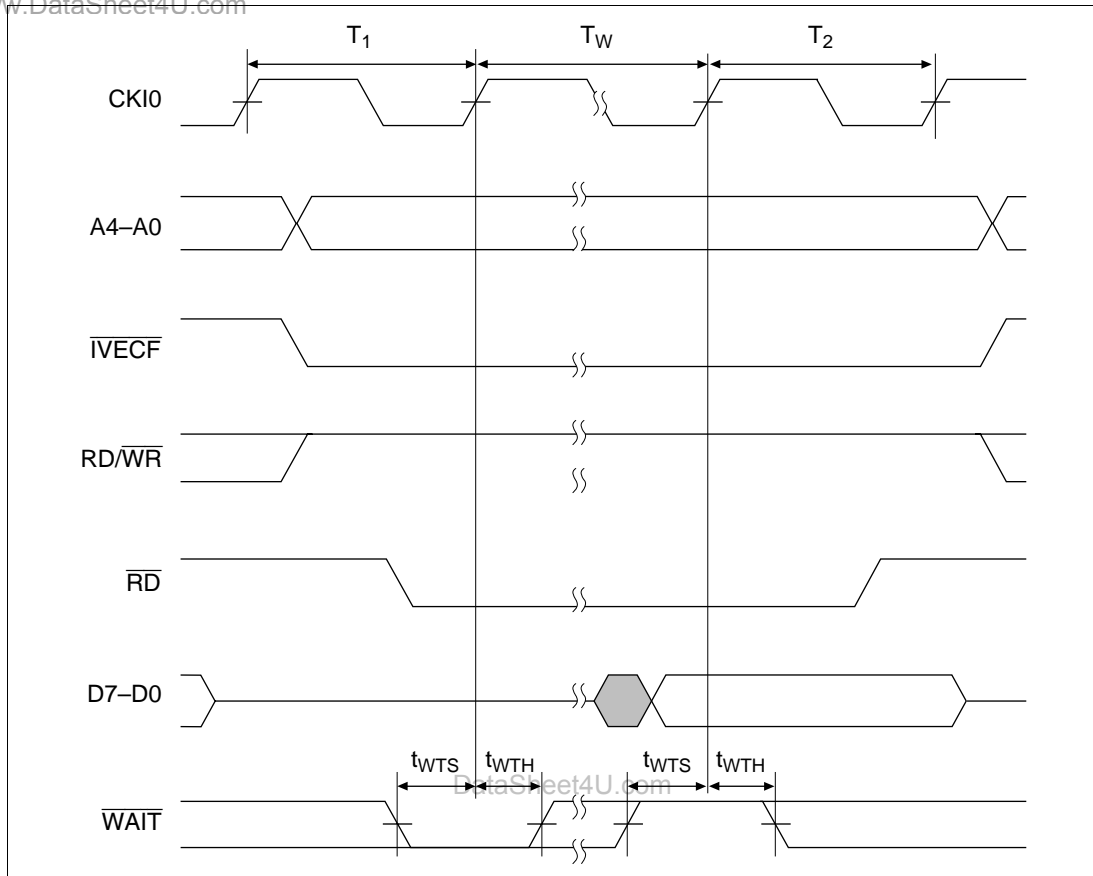 w.DataSheet4U.com
T1 TW T2
CKI0
A4–A0
IVECF
RD/WR
RD
D7–D0
tWTS tWTH tWTS tWTH
DataSheet4U.com
WAIT